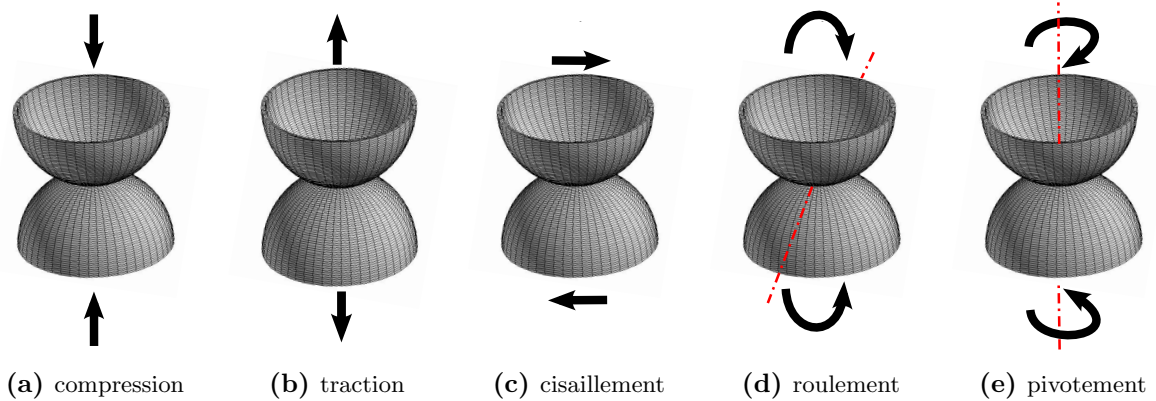 (a) compression (b) traction (c) cisaillement (d) roulement (e) pivotement